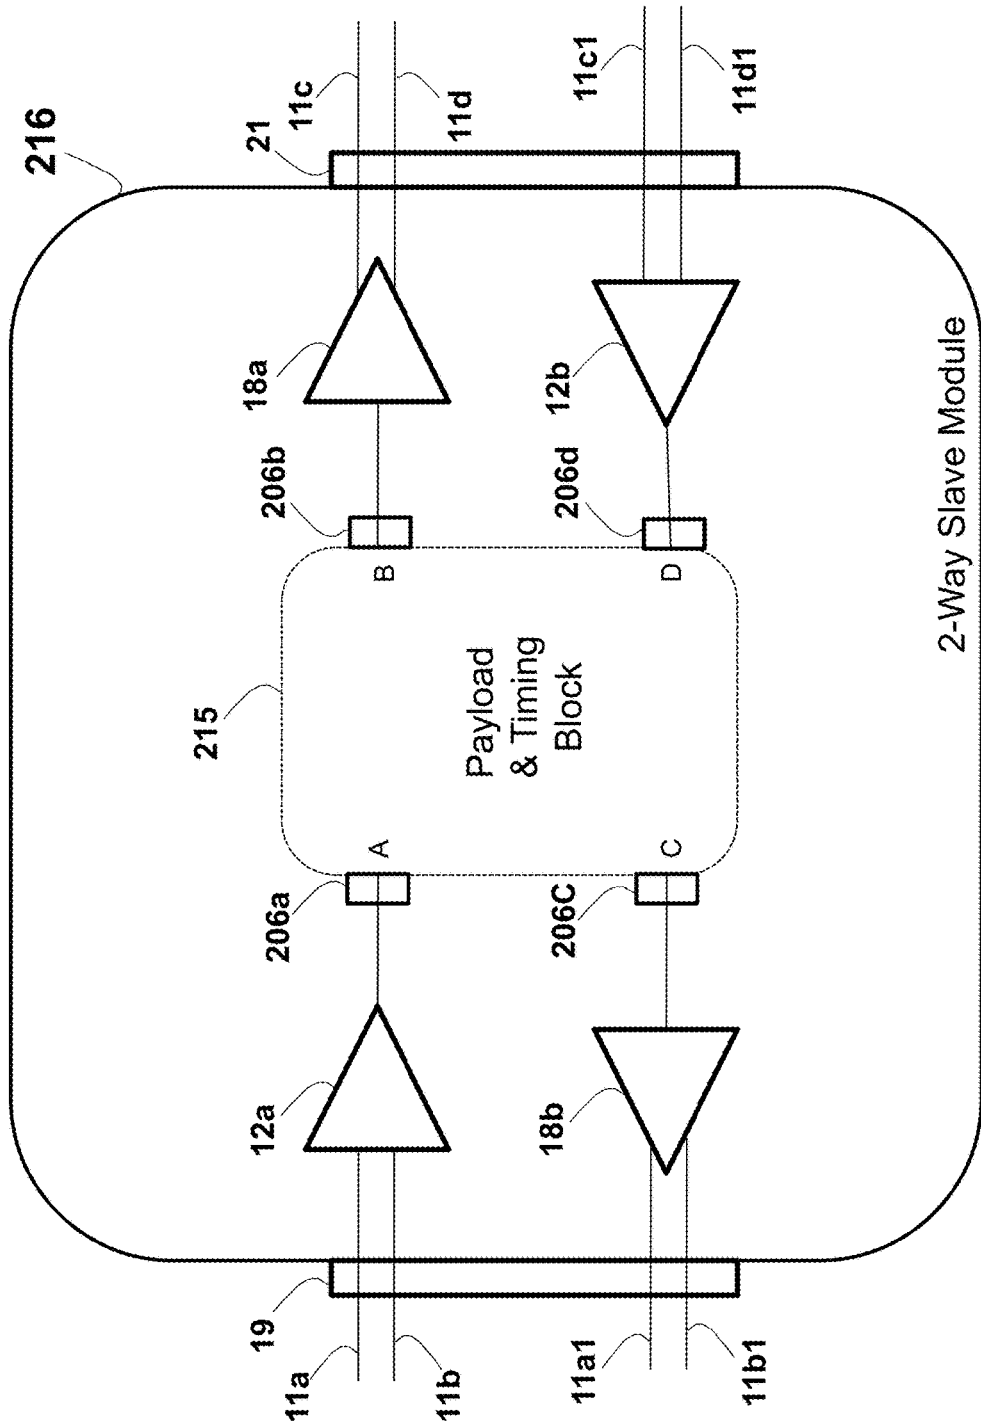 216
11c
11d
11c1
11d1
21
18a
12b
206b
206d
B
D
215
Payload
& Timing
Block
A
C
206a
206C
12a
18b
19
11a
11b
11a1
11b1
2-Way Slave Module